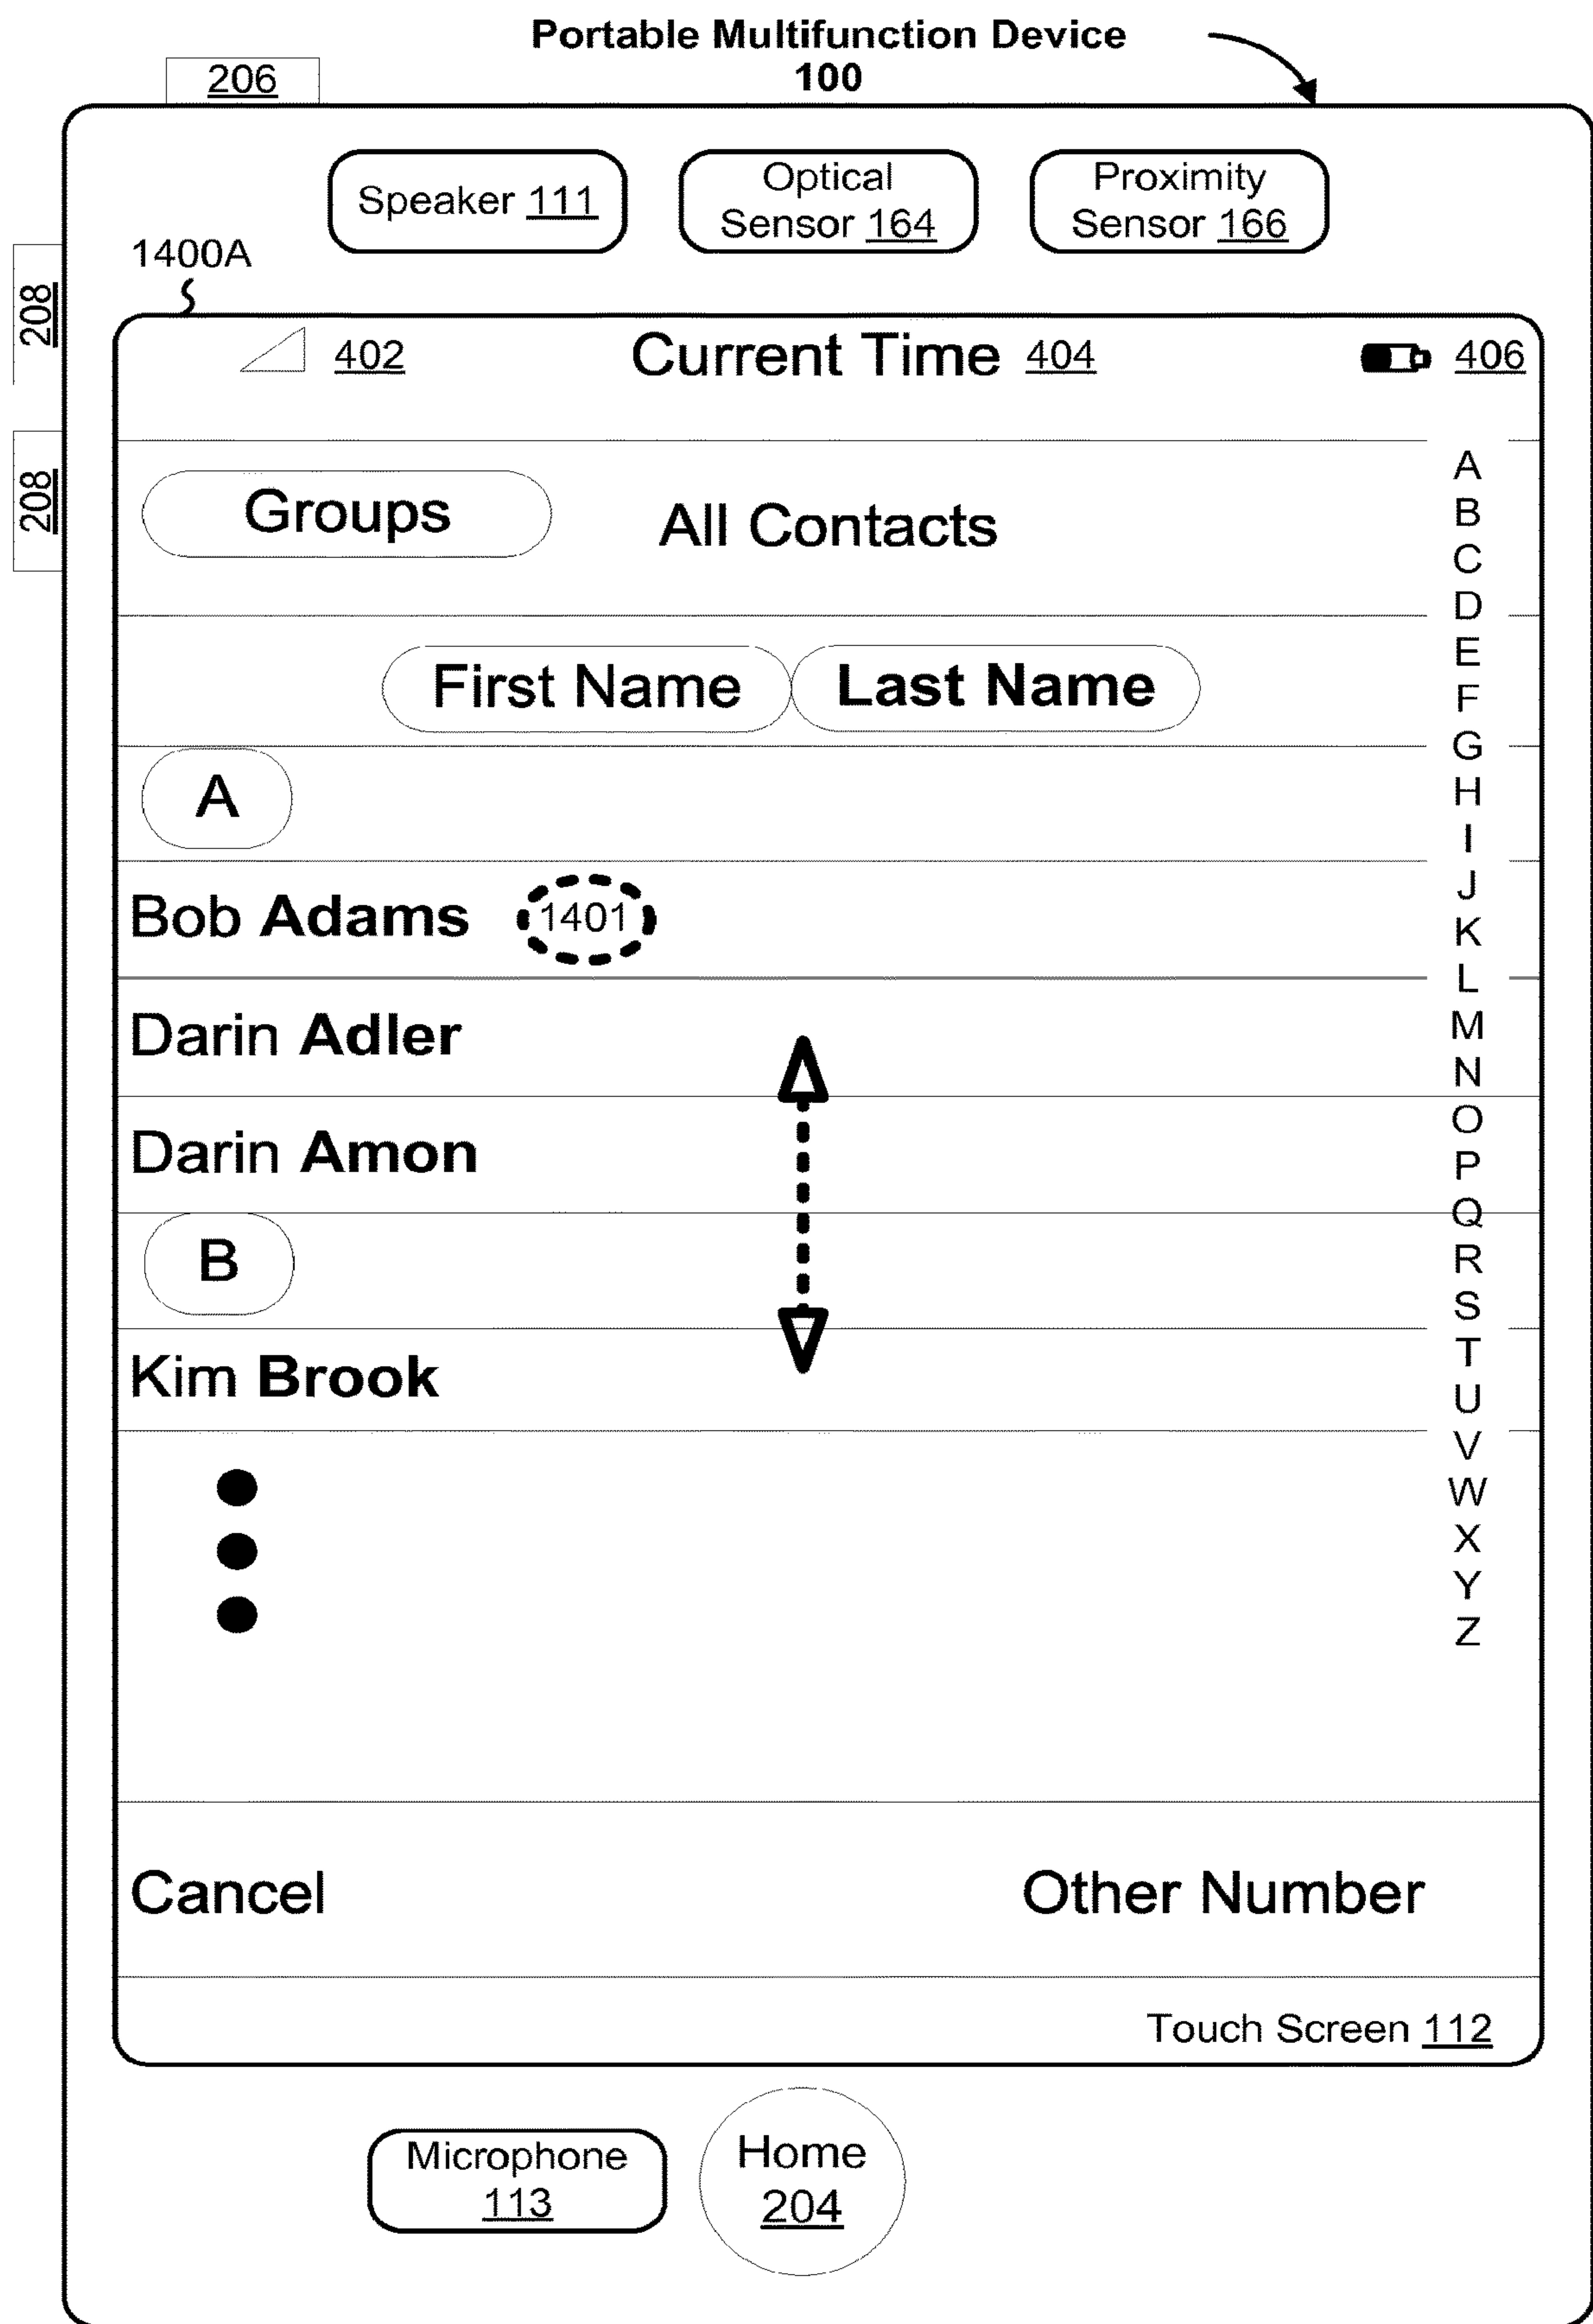 Portable Multifunction Device
100
206
Speaker 111
Optical
Sensor 164
Proximity
Sensor 166
1400A
208
208
402
Current Time 404
406
Groups
All Contacts
First Name
Last Name
A
Bob Adams
1401
Darin Adler
Darin Amon
B
Kim Brook
A
B
C
D
E
F
G
H
I
J
K
L
M
N
O
P
Q
R
S
T
U
V
W
X
Y
Z
Cancel
Other Number
Touch Screen 112
Microphone
113
Home
204